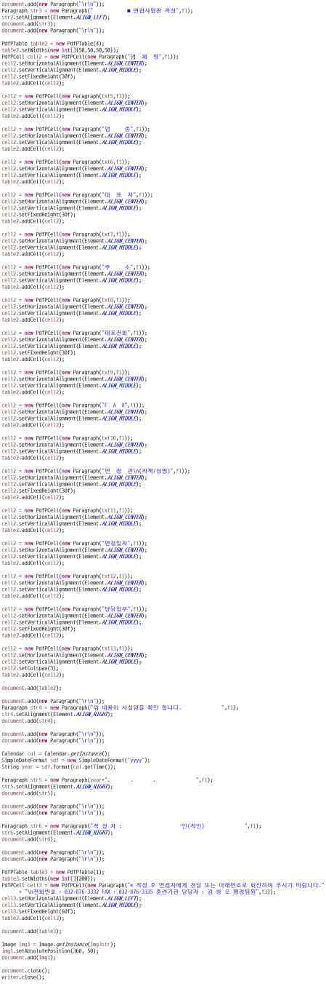 document.add(new Paragraph("\r\n"));
Paragraph str3 = new Paragraph("            ■ 면접사업장 작성",f1);
str2.setAlignment(Element.ALIGN_LEFT);
document.add(str3);
document.add(new Paragraph("\r\n"));
PdfPTable table2 = new PdfPTable(4);
table2.setWidths(new int[]{50,50,50,50});
PdfPCell cell2 = new PdfPCell(new Paragraph("업  체  명",f1));
cell2.setHorizontalAlignment(Element.ALIGN_CENTER);
cell2.setVerticalAlignment(Element.ALIGN_MIDDLE);
cell2.setFixedHeight(30f);
table2.addCell(cell2);
cell2 = new PdfPCell(new Paragraph(txt5,f1));
cell2.setHorizontalAlignment(Element.ALIGN_CENTER);
cell2.setVerticalAlignment(Element.ALIGN_MIDDLE);
table2.addCell(cell2);
cell2 = new PdfPCell(new Paragraph("업     종",f1));
cell2.setHorizontalAlignment(Element.ALIGN_CENTER);
cell2.setVerticalAlignment(Element.ALIGN_MIDDLE);
table2.addCell(cell2);
cell2 = new PdfPCell(new Paragraph(txt6,f1));
cell2.setHorizontalAlignment(Element.ALIGN_CENTER);
cell2.setVerticalAlignment(Element.ALIGN_MIDDLE);
table2.addCell(cell2);
cell2 = new PdfPCell(new Paragraph("대  표  자",f1));
cell2.setHorizontalAlignment(Element.ALIGN_CENTER);
cell2.setVerticalAlignment(Element.ALIGN_MIDDLE);
cell2.setFixedHeight(30f);
table2.addCell(cell2);
cell2 = new PdfPCell(new Paragraph(txt7,f1));
cell2.setHorizontalAlignment(Element.ALIGN_CENTER);
cell2.setVerticalAlignment(Element.ALIGN_MIDDLE);
table2.addCell(cell2);
cell2 = new PdfPCell(new Paragraph("주     소",f1));
cell2.setHorizontalAlignment(Element.ALIGN_CENTER);
cell2.setVerticalAlignment(Element.ALIGN_MIDDLE);
table2.addCell(cell2);
cell2 = new PdfPCell(new Paragraph(txt8,f1));
cell2.setHorizontalAlignment(Element.ALIGN_CENTER);
cell2.setVerticalAlignment(Element.ALIGN_MIDDLE);
table2.addCell(cell2);
cell2 = new PdfPCell(new Paragraph("대표전화",f1));
cell2.setHorizontalAlignment(Element.ALIGN_CENTER);
cell2.setVerticalAlignment(Element.ALIGN_MIDDLE);
cell2.setFixedHeight(30f);
table2.addCell(cell2);
cell2 = new PdfPCell(new Paragraph(txt9,f1));
cell2.setHorizontalAlignment(Element.ALIGN_CENTER);
cell2.setVerticalAlignment(Element.ALIGN_MIDDLE);
table2.addCell(cell2);
cell2 = new PdfPCell(new Paragraph("F  A  X",f1));
cell2.setHorizontalAlignment(Element.ALIGN_CENTER);
cell2.setVerticalAlignment(Element.ALIGN_MIDDLE);
table2.addCell(cell2);
cell2 = new PdfPCell(new Paragraph(txt10,f1));
cell2.setHorizontalAlignment(Element.ALIGN_CENTER);
cell2.setVerticalAlignment(Element.ALIGN_MIDDLE);
table2.addCell(cell2);
cell2 = new PdfPCell(new Paragraph("면  접  관\n(직책/성명)",f1));
cell2.setHorizontalAlignment(Element.ALIGN_CENTER);
cell2.setVerticalAlignment(Element.ALIGN_MIDDLE);
cell2.setFixedHeight(30f);
table2.addCell(cell2);
cell2 = new PdfPCell(new Paragraph(txt11,f1));
cell2.setHorizontalAlignment(Element.ALIGN_CENTER);
cell2.setVerticalAlignment(Element.ALIGN_MIDDLE);
table2.addCell(cell2);
cell2 = new PdfPCell(new Paragraph("면접일자",f1));
cell2.setHorizontalAlignment(Element.ALIGN_CENTER);
cell2.setVerticalAlignment(Element.ALIGN_MIDDLE);
table2.addCell(cell2);
cell2 = new PdfPCell(new Paragraph(txt12,f1));
cell2.setHorizontalAlignment(Element.ALIGN_CENTER);
cell2.setVerticalAlignment(Element.ALIGN_MIDDLE);
table2.addCell(cell2);
cell2 = new PdfPCell(new Paragraph("담당업무",f1));
cell2.setHorizontalAlignment(Element.ALIGN_CENTER);
cell2.setVerticalAlignment(Element.ALIGN_MIDDLE);
cell2.setFixedHeight(30f);
table2.addCell(cell2);
cell2 = new PdfPCell(new Paragraph(txt13,f1));
cell2.setHorizontalAlignment(Element.ALIGN_CENTER);
cell2.setVerticalAlignment(Element.ALIGN_MIDDLE);
cell2.setColspan(3);
table2.addCell(cell2);
document.add(table2);
document.add(new Paragraph("\r\n"));
Paragraph str4 = new Paragraph("위 내용이 사실임을 확인 합니다.              ",f1);
str4.setAlignment(Element.ALIGN_RIGHT);
document.add(str4);
document.add(new Paragraph("\r\n"));
document.add(new Paragraph("\r\n"));
Calendar cal = Calendar.getInstance();
SimpleDateFormat sdf = new SimpleDateFormat("yyyy");
String year = sdf.format(cal.getTime());
Paragraph str5 = new Paragraph(year+".       .       .              ",f1);
str5.setAlignment(Element.ALIGN_RIGHT);
document.add(str5);
document.add(new Paragraph("\r\n"));
document.add(new Paragraph("\r\n"));
Paragraph str6 = new Paragraph("작 성 자 :                     인(직인)              ",f1);
str6.setAlignment(Element.ALIGN_RIGHT);
document.add(str6);
document.add(new Paragraph("\r\n"));
document.add(new Paragraph("\r\n"));
PdfPTable table3 = new PdfPTable(1);
table3.setWidths(new int[]{200});
PdfPCell cell3 = new PdfPCell(new Paragraph("※ 작성 후 면접자에게 전달 또는 아래번호로 회신하여 주시기 바랍니다."
+ "\n전화번호 : 032-876-3332 FAX : 032-876-3335 훈련기관 담당자 : 김 창 오 행정팀원",f3));
cell3.setHorizontalAlignment(Element.ALIGN_LEFT);
cell3.setVerticalAlignment(Element.ALIGN_MIDDLE);
cell3.setFixedHeight(60f);
table3.addCell(cell3);
document.add(table3);
Image img1 = Image.getInstance(img3str);
img1.setAbsolutePosition(360, 50);
document.add(img1);
document.close();
writer.close();